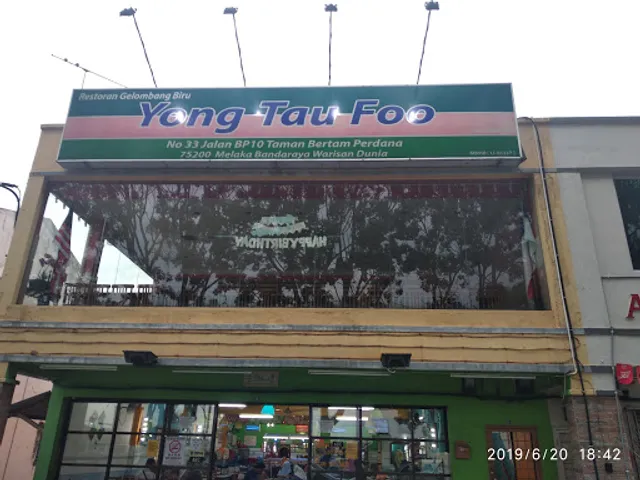 Restoran Gelombang Biru
Yong Tau Foo
No 33 Jalan BP10 Taman Bertam Perdana
75200 Melaka Bandaraya Warisan Dunia
HAPPY BIRTHDAY
A
2019/6/20 18:42